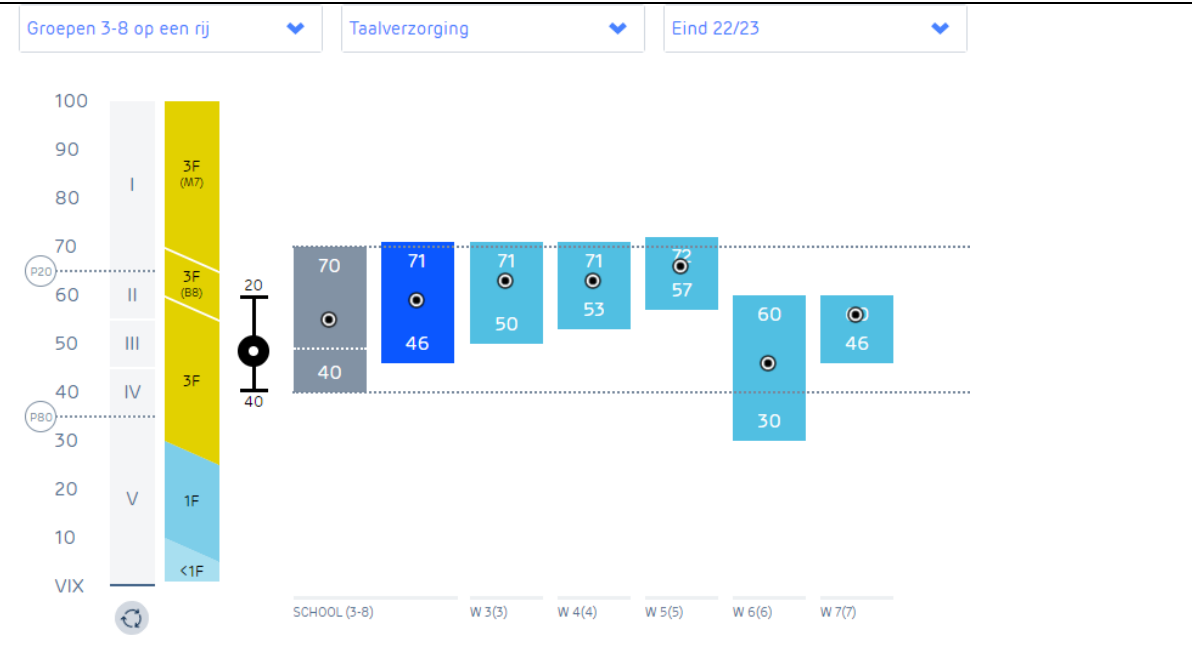 Groepen 3-8 op een rij
Taalverzorging
Eind 22/23
100
90
80
70
60
50
40
30
20
10
VIX
P20
P80
I
II
III
IV
V
3F
(M7)
3F
(B8)
3F
1F
<1F
20
40
70
40
71
46
71
50
71
53
72
57
60
30
46
SCHOOL (3-8)
W 3(3)
W 4(4)
W 5(5)
W 6(6)
W 7(7)